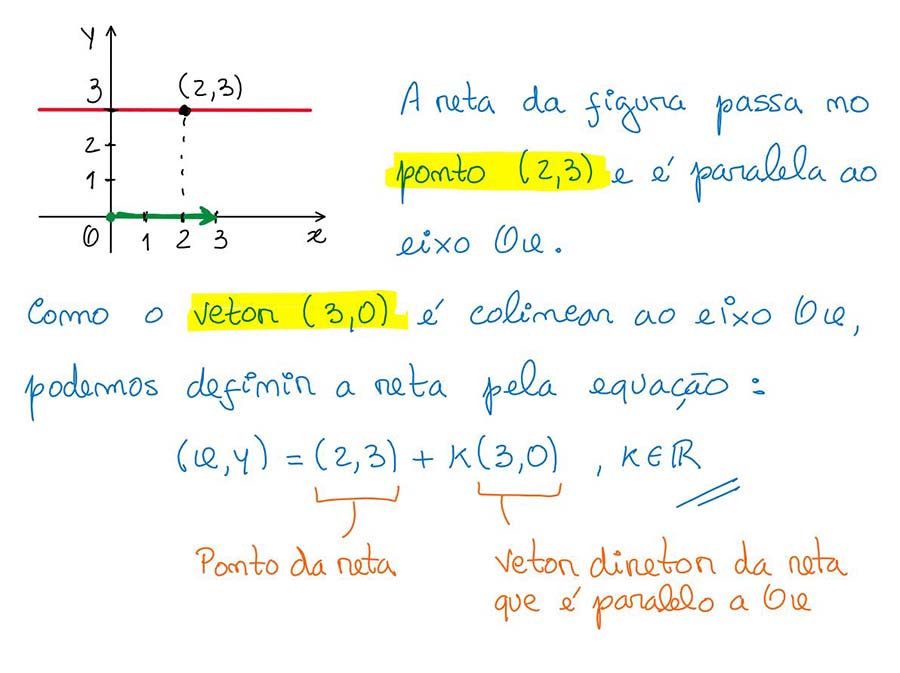 y
3
(2,3)
2
1
0 1 2 3 x
A reta da figura passa no
ponto (2,3) e é paralela ao
eixo Ox.
Como o vetor (3,0) é colinear ao eixo Ox,
podemos definir a reta pela equação:
(x,y) = (2,3) + K(3,0) , K∈ℝ
Ponto da reta
vetor diretor da reta
que é paralelo a Ox